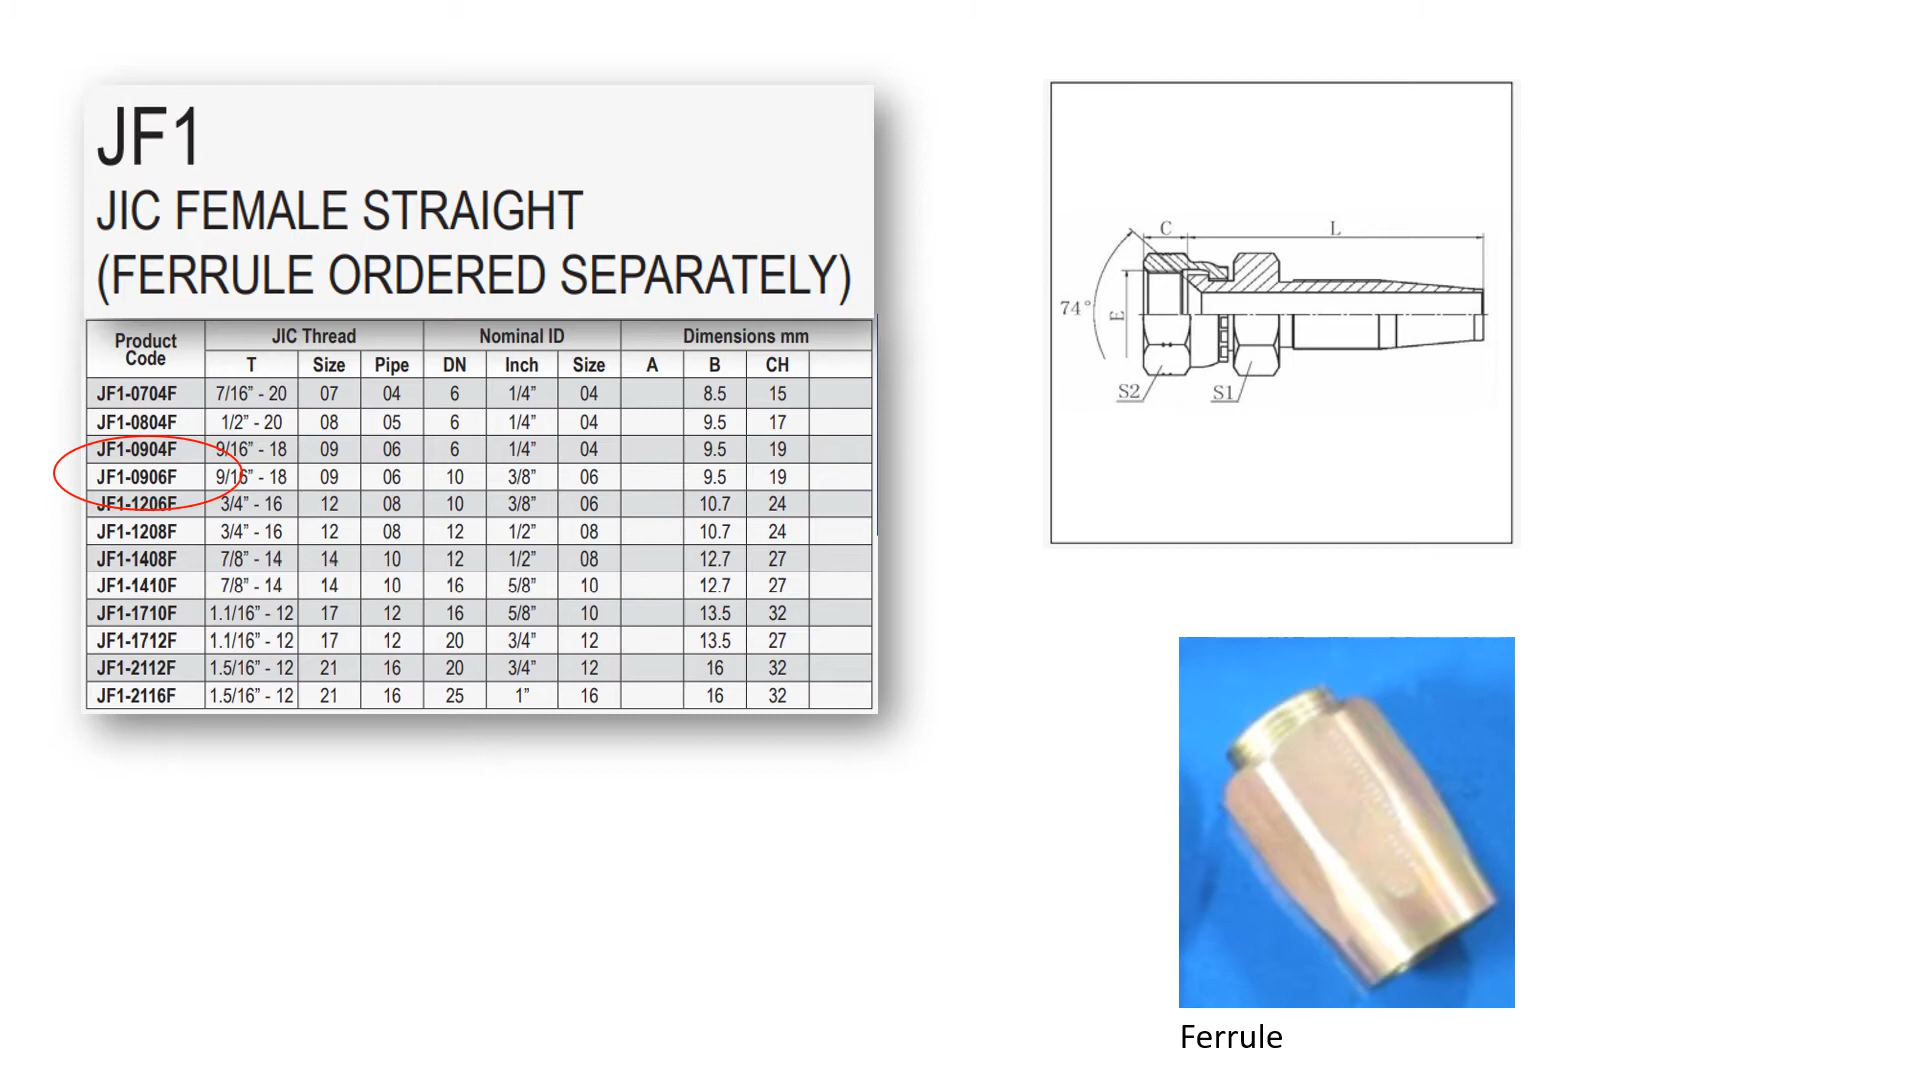 JF1
JIC FEMALE STRAIGHT
(FERRULE ORDERED SEPARATELY)
Product Code JIC Thread Nominal ID Dimensions mm
T Size Pipe DN Inch Size A B CH
JF1-0704F 7/16” - 20 07 04 6 1/4” 04 8.5 15
JF1-0804F 1/2” - 20 08 05 6 1/4” 04 9.5 17
JF1-0904F 9/16” - 18 09 06 6 1/4” 04 9.5 19
JF1-0906F 9/16” - 18 09 06 10 3/8” 06 9.5 19
JF1-1206F 3/4” - 16 12 08 10 3/8” 06 10.7 24
JF1-1208F 3/4” - 16 12 08 12 1/2” 08 10.7 24
JF1-1408F 7/8” - 14 14 10 12 1/2” 08 12.7 27
JF1-1410F 7/8” - 14 14 10 16 5/8” 10 12.7 27
JF1-1710F 1.1/16” - 12 17 12 16 5/8” 10 13.5 32
JF1-1712F 1.1/16” - 12 17 12 20 3/4” 12 13.5 27
JF1-2112F 1.5/16” - 12 21 16 20 3/4” 12 16 32
JF1-2116F 1.5/16” - 12 21 16 25 1” 16 16 32
C L
74° E
S2 S1
Ferrule